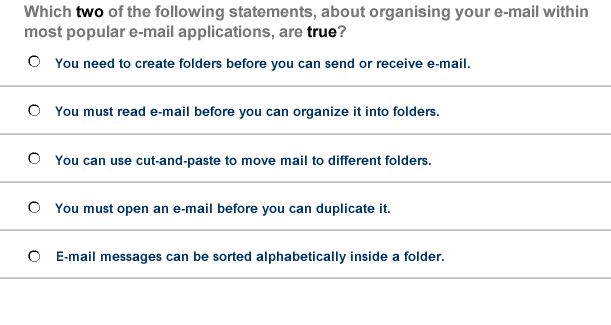 Which two of the following statements, about organising your e-mail within
most popular e-mail applications, are true?
You need to create folders before you can send or receive e-mail.
You must read e-mail before you can organize it into folders.
You can use cut-and-paste to move mail to different folders.
You must open an e-mail before you can duplicate it.
E-mail messages can be sorted alphabetically inside a folder.